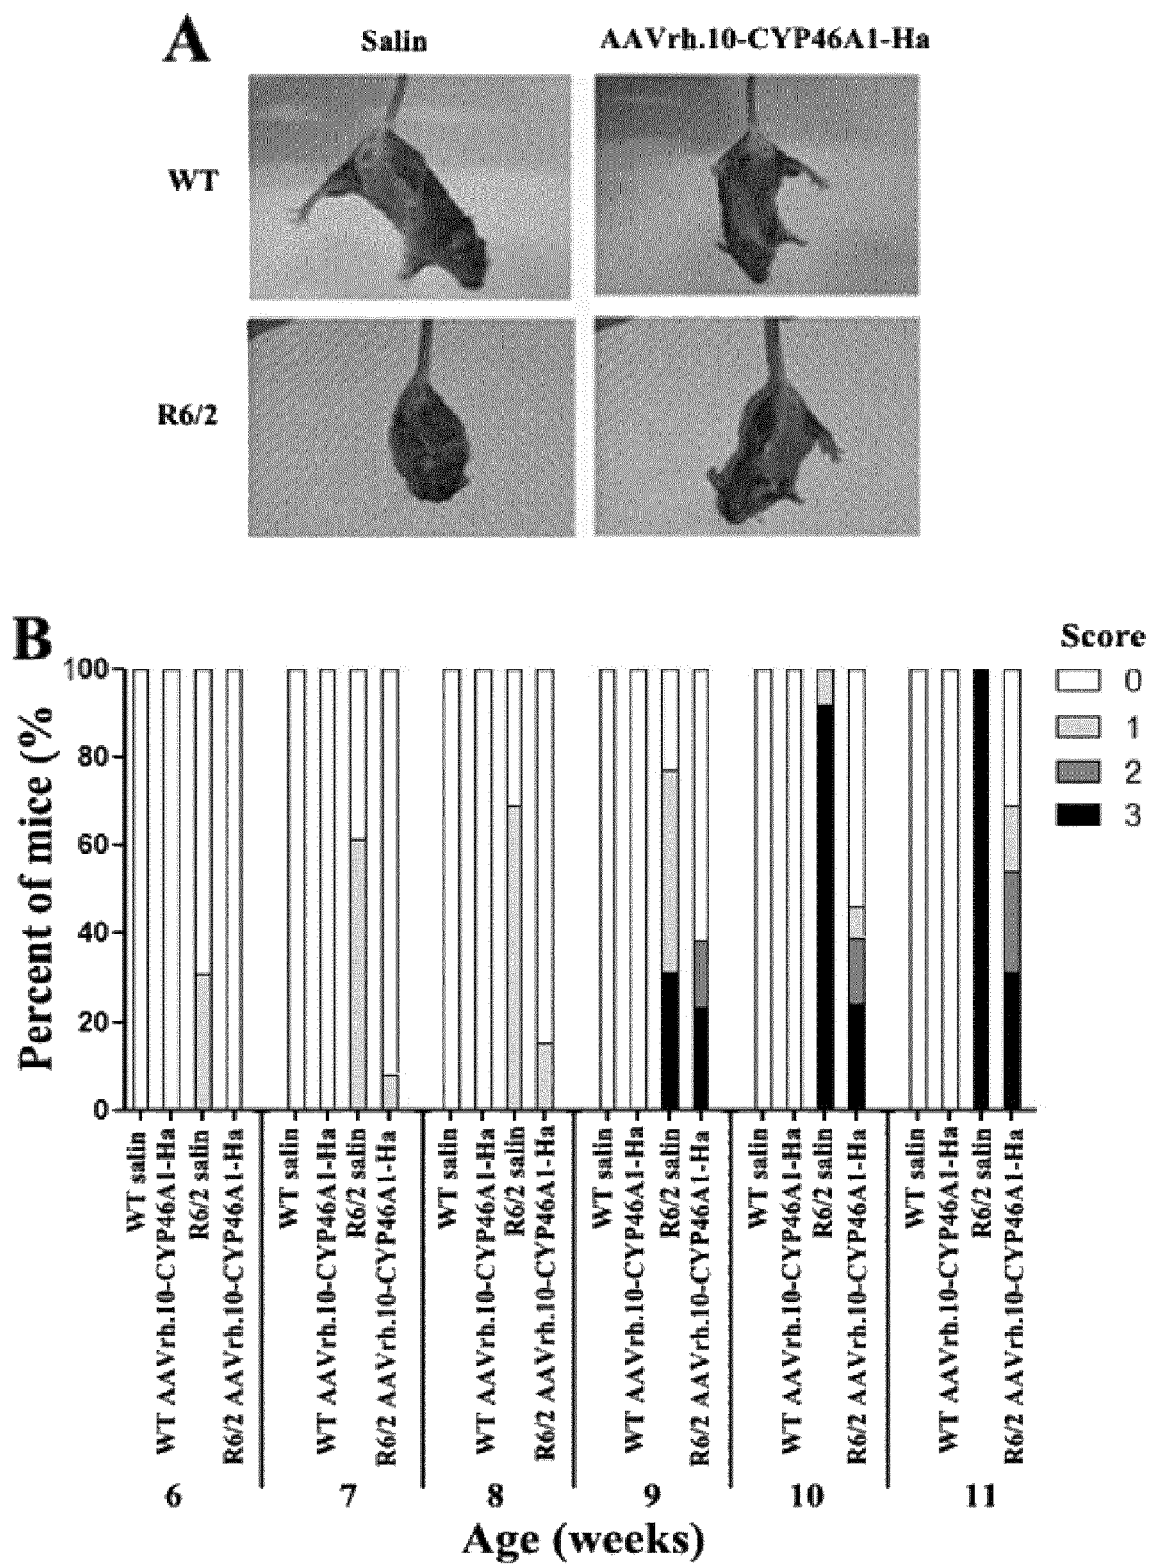 A
Salin
AAVrh.10-CYP46A1-Ha
WT
R6/2
B
Score
0
1
2
3
Percent of mice (%
100
80
60
40
20
0
WT salin
WT AAVrh.10-CYP46A1-Ha
R6/2 salin
R6/2 AAVrh.10-CYP46A1-Ha
WT salin
WT AAVrh.10-CYP46A1-Ha
R6/2 salin
R6/2 AAVrh.10-CYP46A1-Ha
WT salin
WT AAVrh.10-CYP46A1-Ha
R6/2 salin
R6/2 AAVrh.10-CYP46A1-Ha
WT salin
WT AAVrh.10-CYP46A1-Ha
R6/2 salin
R6/2 AAVrh.10-CYP46A1-Ha
WT salin
WT AAVrh.10-CYP46A1-Ha
R6/2 salin
R6/2 AAVrh.10-CYP46A1-Ha
WT salin
WT AAVrh.10-CYP46A1-Ha
R6/2 salin
R6/2 AAVrh.10-CYP46A1-Ha
6
7
8
9
10
11
Age (weeks)